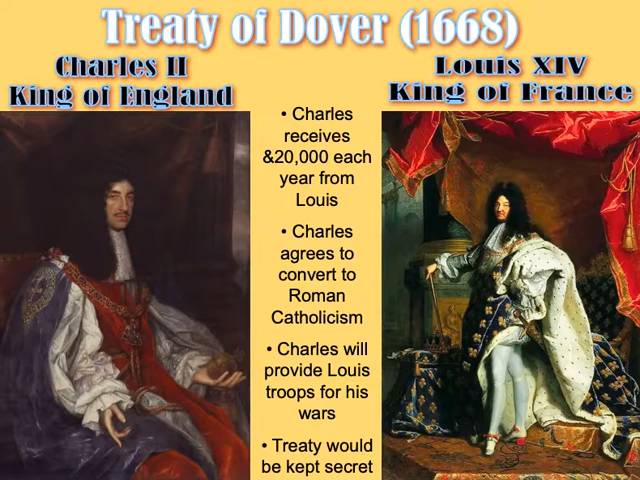 Treaty of Dover (1668)
Charles II
King of England
Louis XIV
King of France
• Charles
receives
&20,000 each
year from
Louis
• Charles
agrees to
convert to
Roman
Catholicism
• Charles will
provide Louis
troops for his
wars
• Treaty would
be kept secret